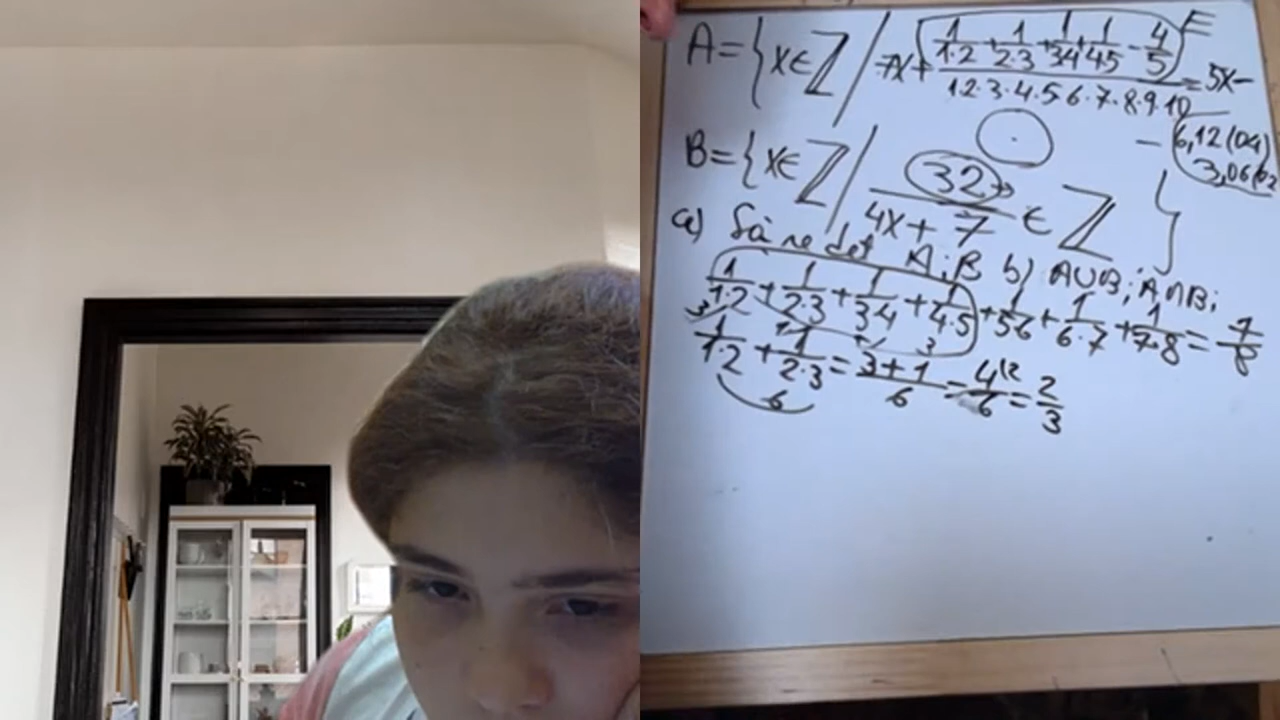 A = { x∈ℤ / 7x + (1/1·2 + 1/2·3 + 1/3·4 + 1/4·5 - 4/5) / 1·2·3·4·5·6·7·8·9·10 = 5x -
- 6,12(04) 3,06(02
B = { x∈ℤ / 32 / 4x + 7 ∈ ℤ }
a) Să se det A; B b) A∪B; A∩B;
1/1·2 + 1/2·3 + 1/3·4 + 1/4·5 + 1/5·6 + 1/6·7 + 1/7·8 = 7/8
1/1·2 + 1/2·3 = 3+1/6 = 4/6 = 2/3
6